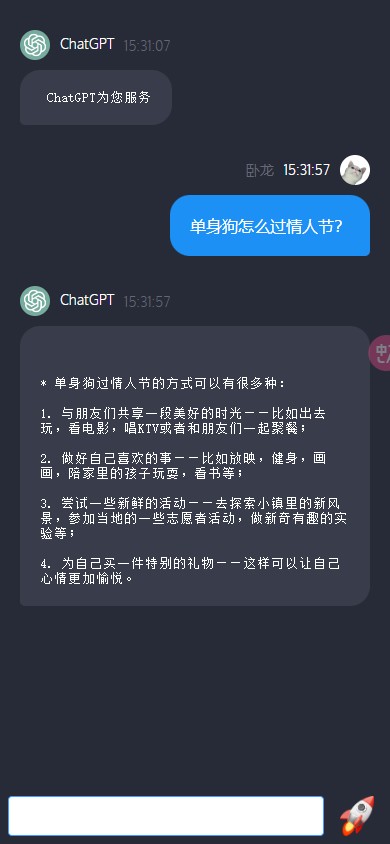 ChatGPT 15:31:07
ChatGPT为您服务
卧龙 15:31:57
单身狗怎么过情人节?
ChatGPT 15:31:57
* 单身狗过情人节的方式可以有很多种:
1. 与朋友们共享一段美好的时光——比如出去
玩,看电影,唱KTV或者和朋友们一起聚餐;
2. 做好自己喜欢的事——比如放映,健身,画
画,陪家里的孩子玩耍,看书等;
3. 尝试一些新鲜的活动——去探索小镇里的新风
景,参加当地的一些志愿者活动,做新奇有趣的实
验等;
4. 为自己买一件特别的礼物——这样可以让自己
心情更加愉悦。
中